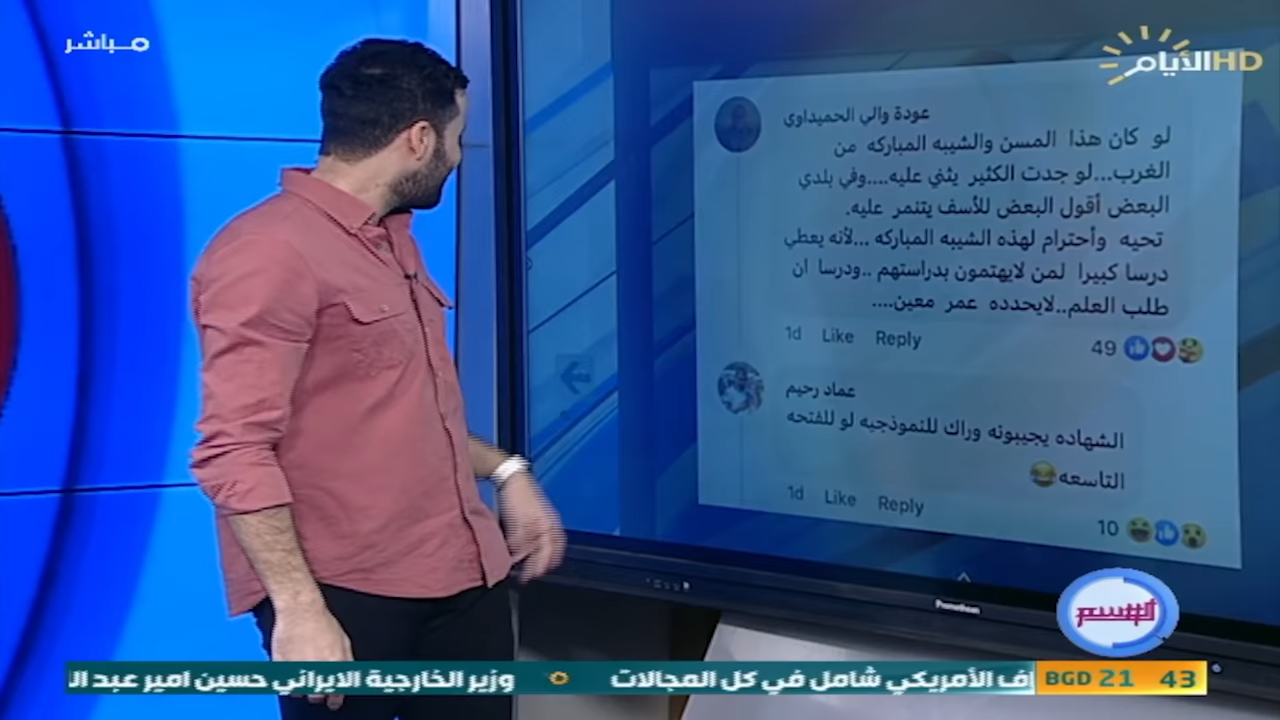 مباشر
الأيام HD
عودة والي الحميداوي
لو كان هذا المسن والشيبه المباركه من
الغرب...لو جدت الكثير يثني عليه....وفي بلدي
البعض أقول البعض للأسف يتنمر عليه.
تحيه وأحترام لهذه الشيبه المباركه ...لأنه يعطي
درسا كبيرا لمن لايهتمون بدراستهم ..ودرسا ان
طلب العلم..لايحدده عمر معين....
1d Like Reply
49
عماد رحيم
الشهاده يجيبونه وراك للنموذجيه لو للفتحه
التاسعه😂
1d Like Reply
10
Promethean
BGD 21 43
ف الأمريكي شامل في كل المجالات
وزير الخارجية الايراني حسين امير عبد الـ